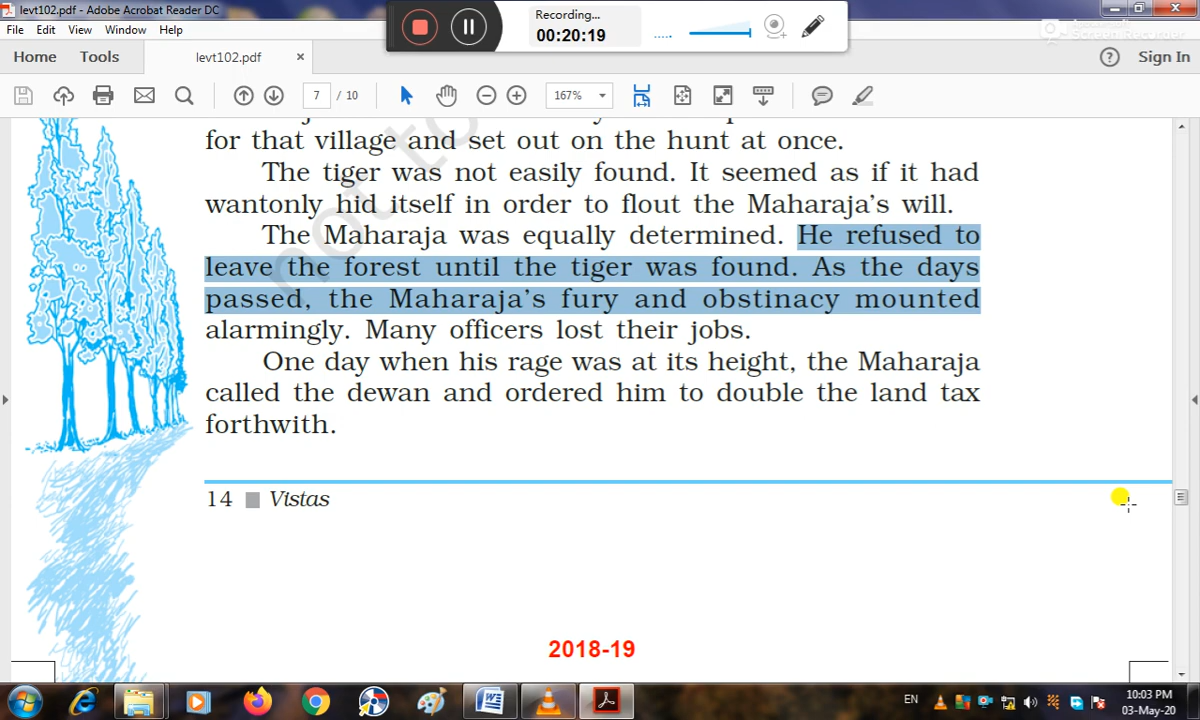 levt102.pdf - Adobe Acrobat Reader DC
File Edit View Window Help
Recording...
00:20:19
Screen Recorder
Home Tools levt102.pdf × Sign In
7 / 10 167%
for that village and set out on the hunt at once.
The tiger was not easily found. It seemed as if it had
wantonly hid itself in order to flout the Maharaja's will.
The Maharaja was equally determined. He refused to
leave the forest until the tiger was found. As the days
passed, the Maharaja's fury and obstinacy mounted
alarmingly. Many officers lost their jobs.
One day when his rage was at its height, the Maharaja
called the dewan and ordered him to double the land tax
forthwith.
not to
14 Vistas
2018-19
EN
10:03 PM
03-May-20